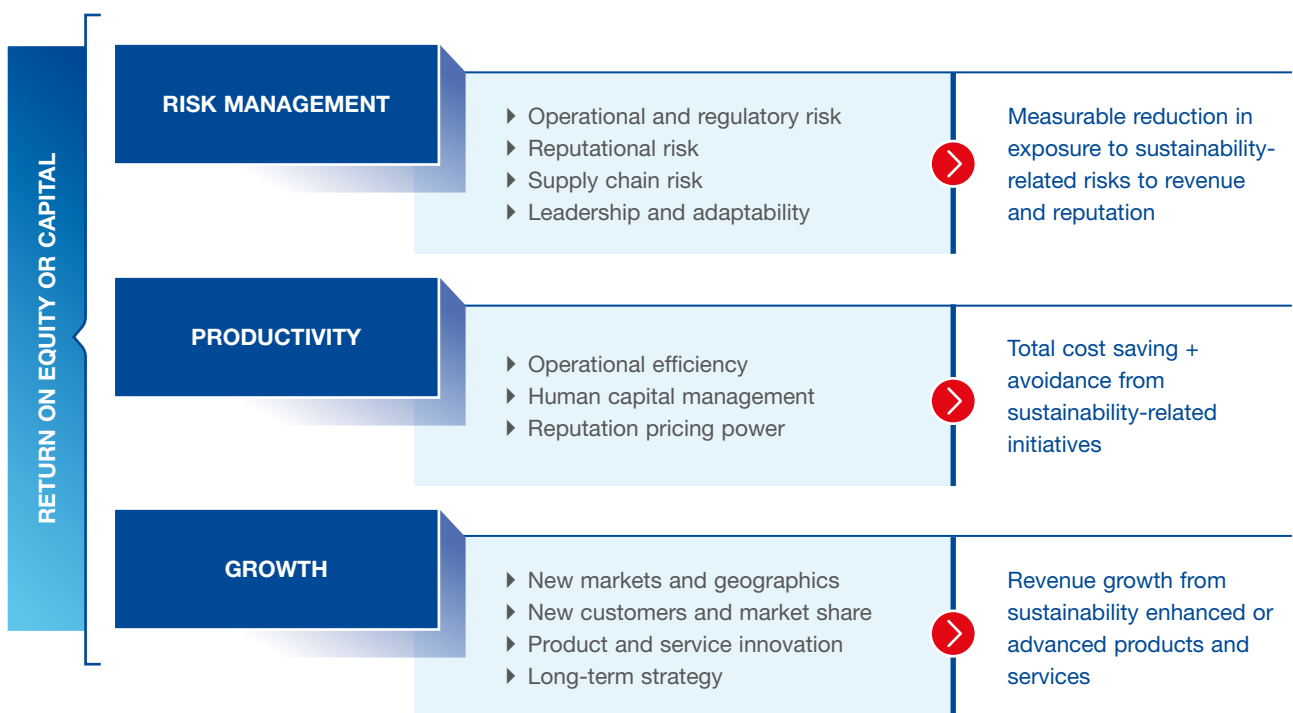 RETURN ON EQUITY OR CAPITAL
RISK MANAGEMENT
Operational and regulatory risk
Reputational risk
Supply chain risk
Leadership and adaptability
Measurable reduction in
exposure to sustainability-
related risks to revenue
and reputation
PRODUCTIVITY
Operational efficiency
Human capital management
Reputation pricing power
Total cost saving +
avoidance from
sustainability-related
initiatives
GROWTH
New markets and geographics
New customers and market share
Product and service innovation
Long-term strategy
Revenue growth from
sustainability enhanced or
advanced products and
services